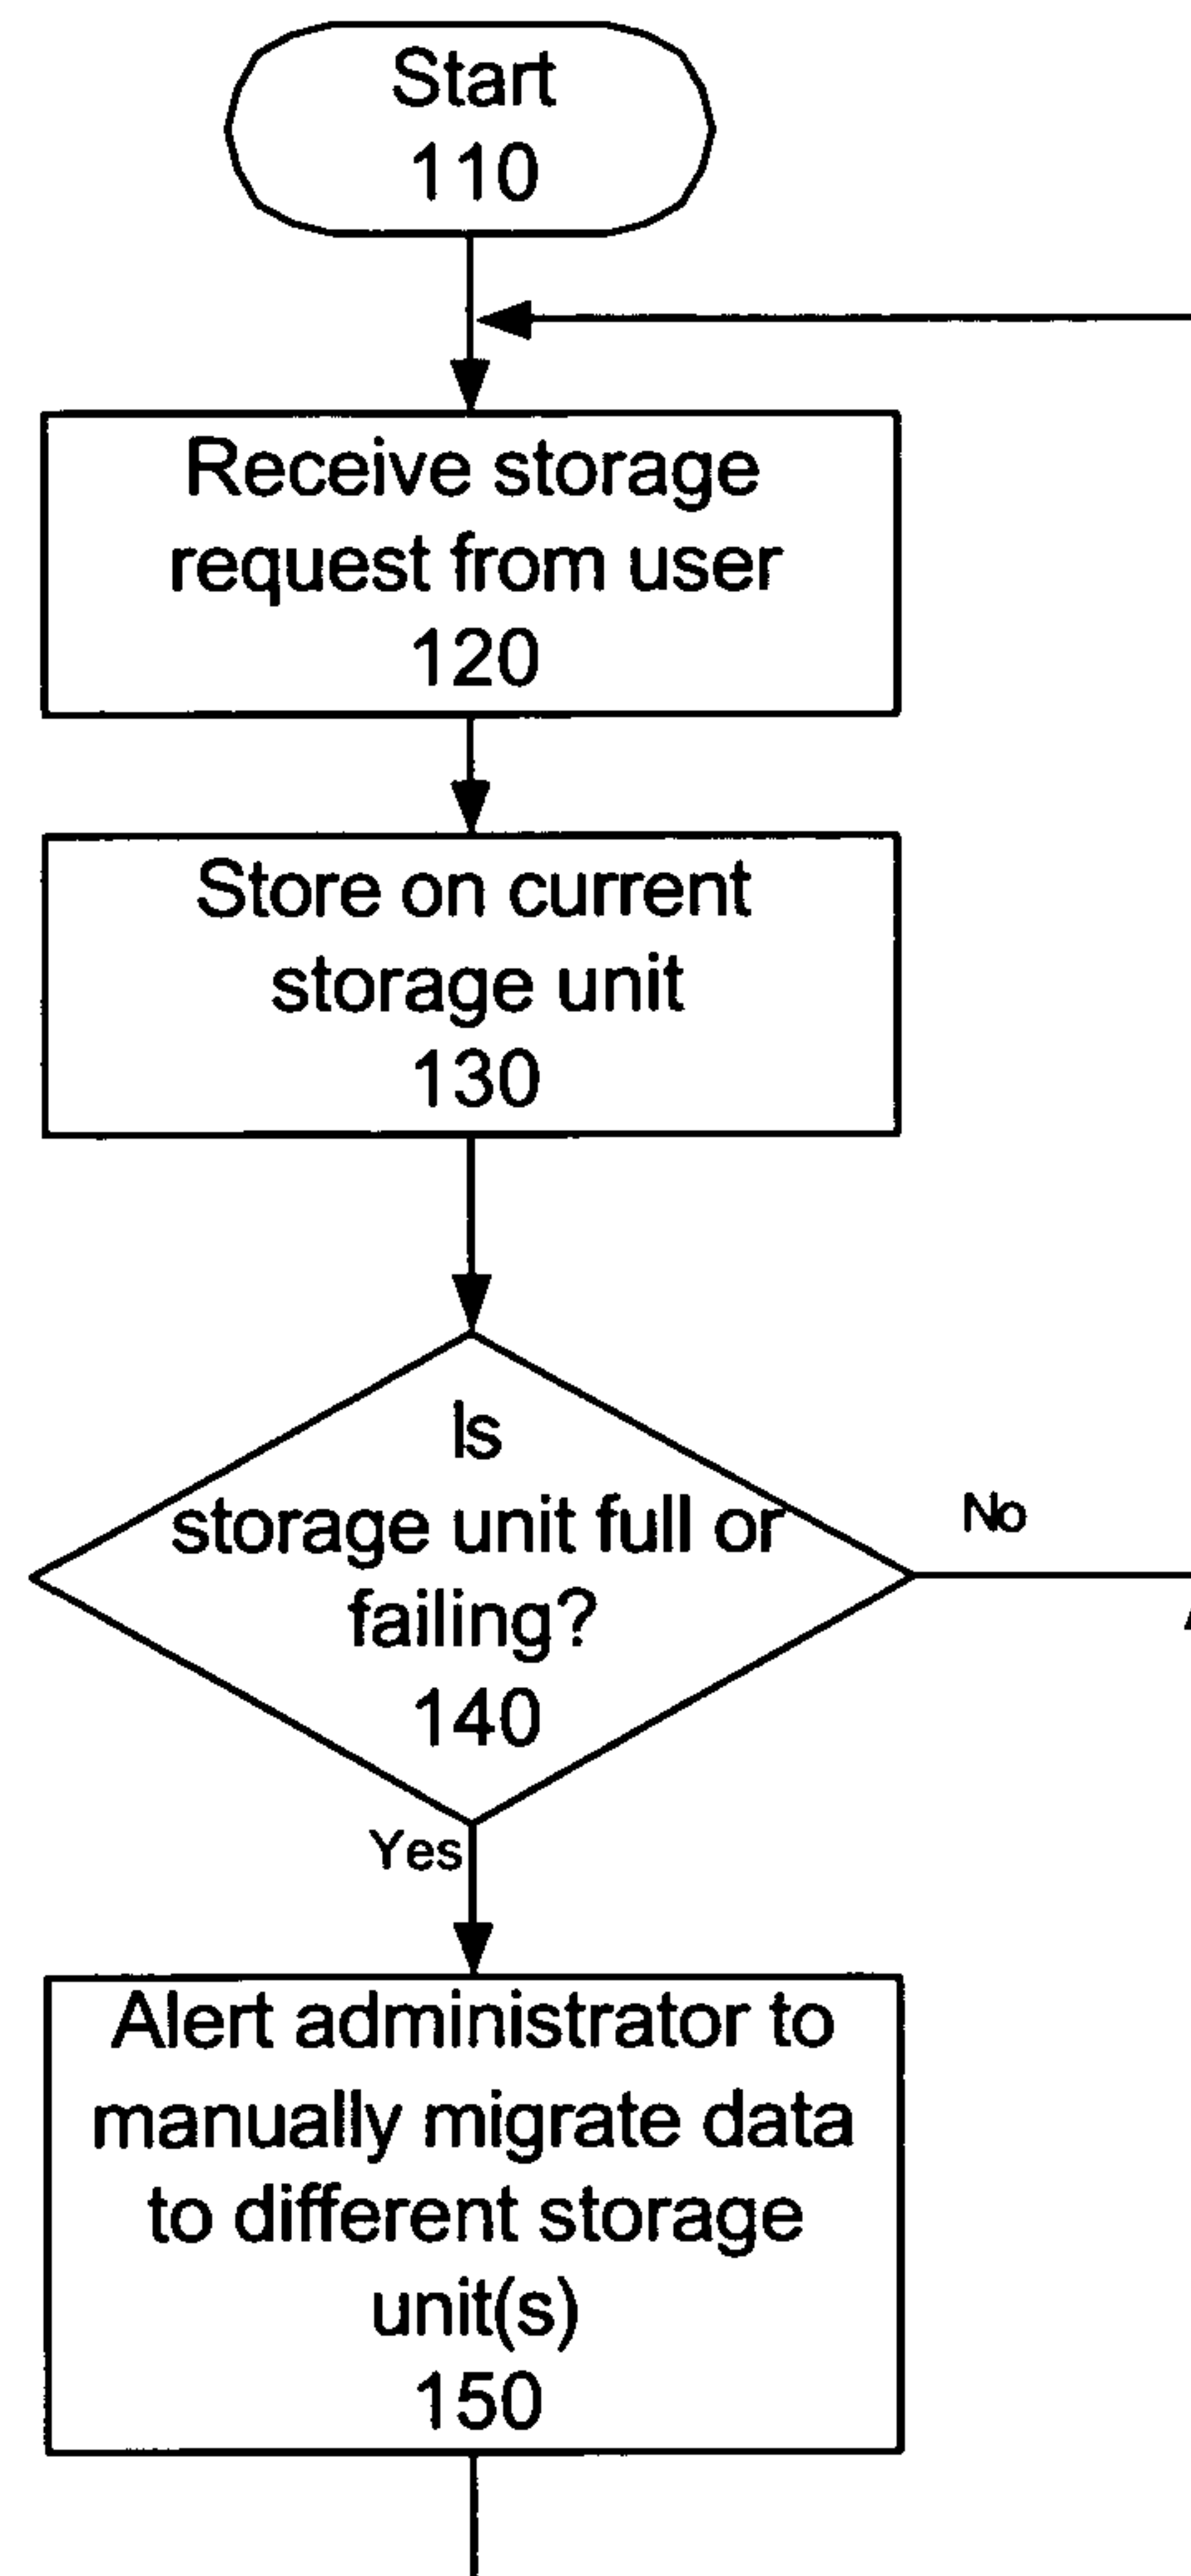 Start
110
Receive storage
request from user
120
Store on current
storage unit
130
Is
storage unit full or
failing?
140
No
Yes
Alert administrator to
manually migrate data
to different storage
unit(s)
150